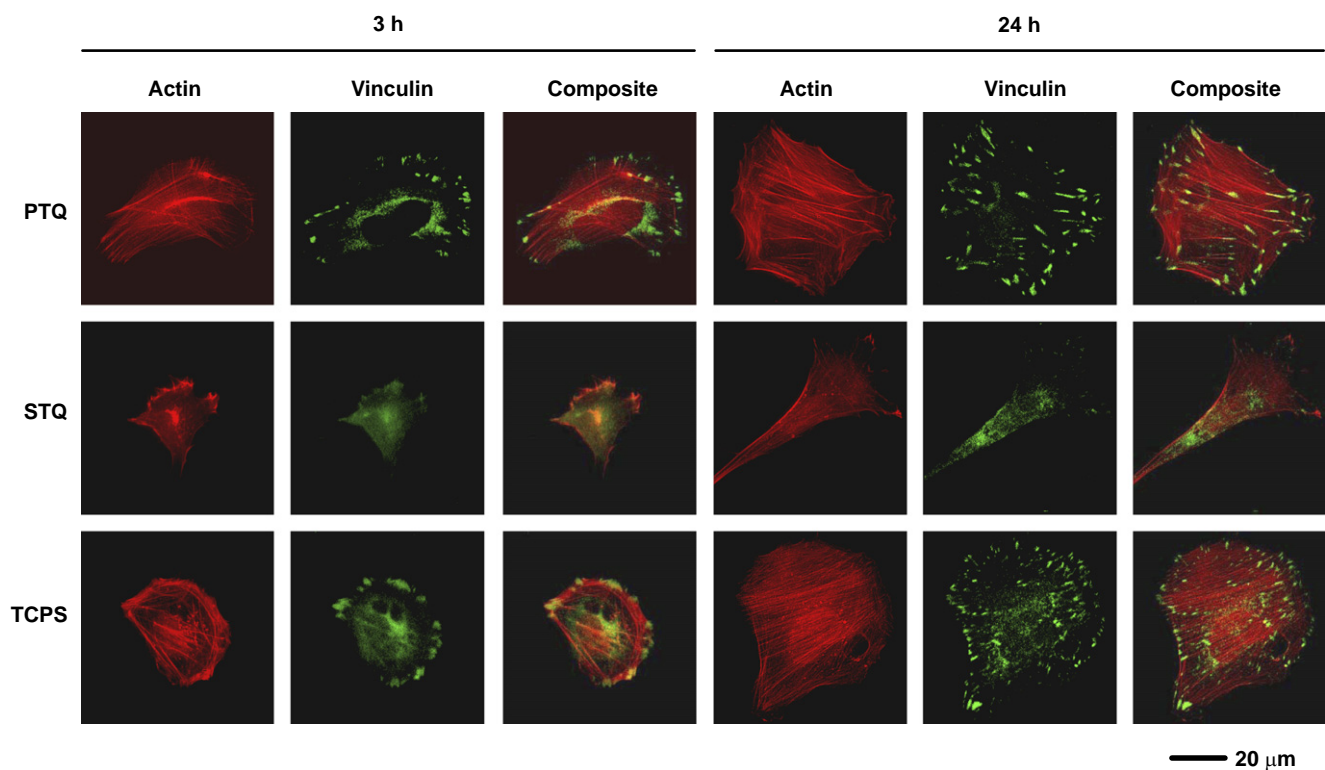 3 h 24 h
Actin Vinculin Composite Actin Vinculin Composite
PTQ
STQ
TCPS
20 μm